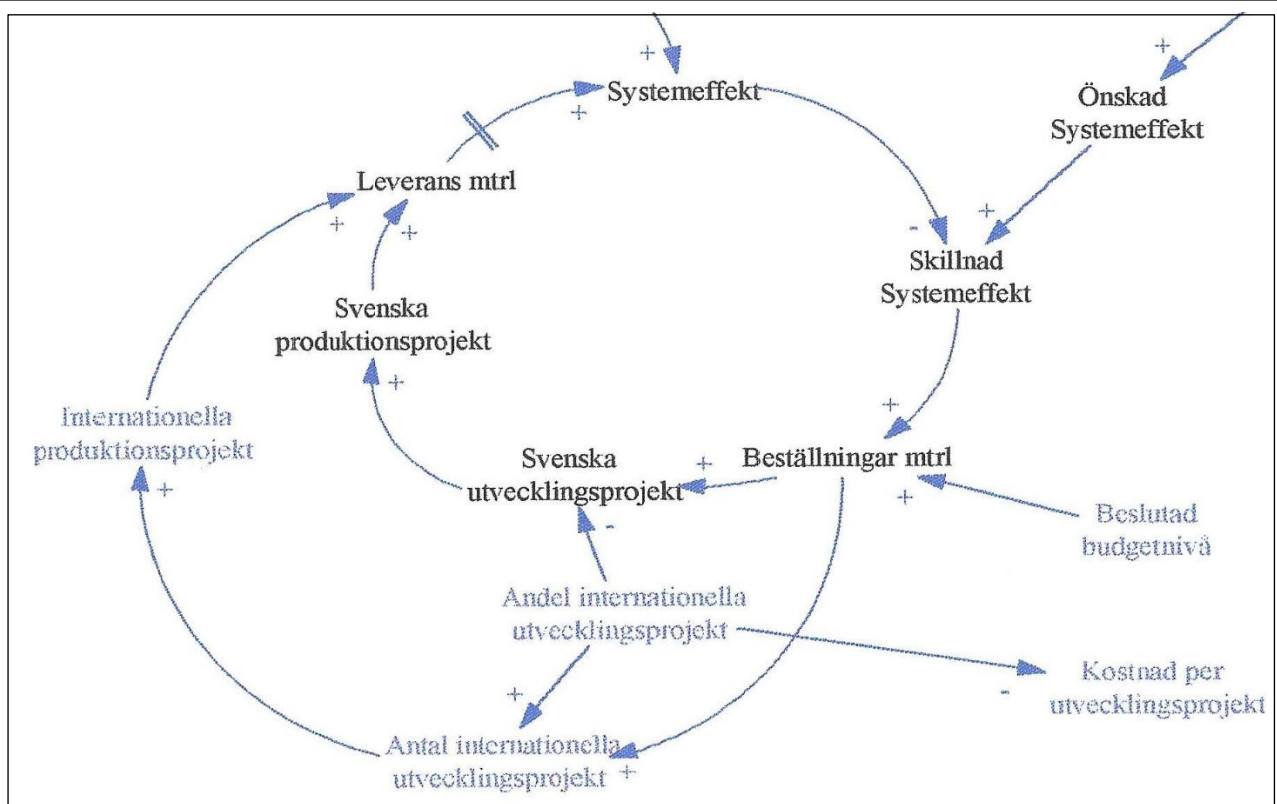 +
+
Systemeffekt
+
Önskad
Systemeffekt
Leverans mtrl
+
+
-
+
Skillnad
Systemeffekt
Svenska
produktionsprojekt
+
+
Internationella
produktionsprojekt
+
Svenska
utvecklingsprojekt
+
Beställningar mtrl
+
-
Beslutad
budgetnivå
Andel internationella
utvecklingsprojekt
+
-
Kostnad per
utvecklingsprojekt
Antal internationella
utvecklingsprojekt
+